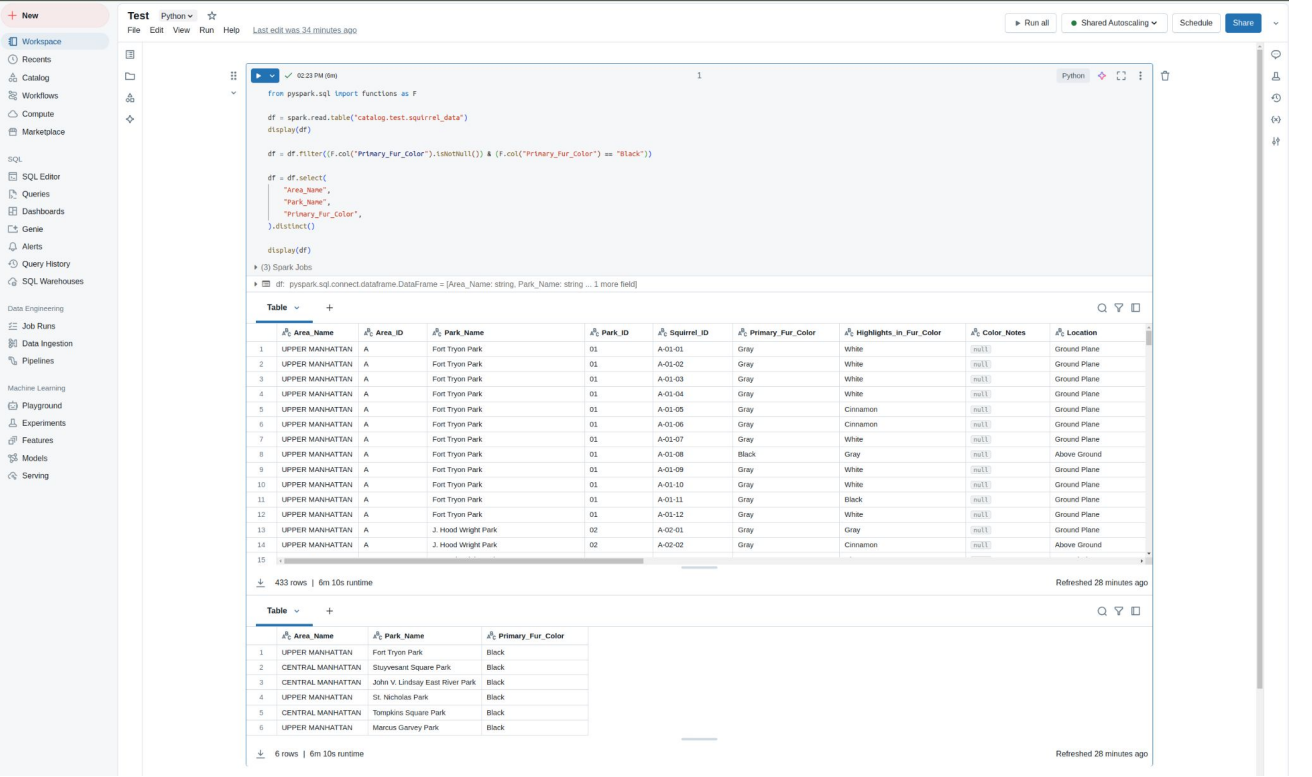 New
Test Python
File Edit View Run Help Last edit was 34 minutes ago
Run all Shared Autoscaling Schedule Share
Workspace
Recents
Catalog
Workflows
Compute
Marketplace
SQL
SQL Editor
Queries
Dashboards
Genie
Alerts
Query History
SQL Warehouses
Data Engineering
Job Runs
Data Ingestion
Pipelines
Machine Learning
Playground
Experiments
Features
Models
Serving
02:23 PM (6m) 1 Python
from pyspark.sql import functions as F
df = spark.read.table("catalog.test.squirrel_data")
display(df)
df = df.filter((F.col("Primary_Fur_Color").isNotNull()) & (F.col("Primary_Fur_Color") == "Black"))
df = df.select(
"Area_Name",
"Park_Name",
"Primary_Fur_Color",
).distinct()
display(df)
(3) Spark Jobs
df: pyspark.sql.connect.dataframe.DataFrame = [Area_Name: string, Park_Name: string ... 1 more field]
Table +
Area_Name Area_ID Park_Name Park_ID Squirrel_ID Primary_Fur_Color Highlights_in_Fur_Color Color_Notes Location
1 UPPER MANHATTAN A Fort Tryon Park 01 A-01-01 Gray White null Ground Plane
2 UPPER MANHATTAN A Fort Tryon Park 01 A-01-02 Gray White null Ground Plane
3 UPPER MANHATTAN A Fort Tryon Park 01 A-01-03 Gray White null Ground Plane
4 UPPER MANHATTAN A Fort Tryon Park 01 A-01-04 Gray White null Ground Plane
5 UPPER MANHATTAN A Fort Tryon Park 01 A-01-05 Gray Cinnamon null Ground Plane
6 UPPER MANHATTAN A Fort Tryon Park 01 A-01-06 Gray Cinnamon null Ground Plane
7 UPPER MANHATTAN A Fort Tryon Park 01 A-01-07 Gray White null Ground Plane
8 UPPER MANHATTAN A Fort Tryon Park 01 A-01-08 Black Gray null Above Ground
9 UPPER MANHATTAN A Fort Tryon Park 01 A-01-09 Gray White null Ground Plane
10 UPPER MANHATTAN A Fort Tryon Park 01 A-01-10 Gray White null Ground Plane
11 UPPER MANHATTAN A Fort Tryon Park 01 A-01-11 Gray Black null Ground Plane
12 UPPER MANHATTAN A Fort Tryon Park 01 A-01-12 Gray White null Ground Plane
13 UPPER MANHATTAN A J. Hood Wright Park 02 A-02-01 Gray Gray null Ground Plane
14 UPPER MANHATTAN A J. Hood Wright Park 02 A-02-02 Gray Cinnamon null Above Ground
15
433 rows | 6m 10s runtime Refreshed 28 minutes ago
Table +
Area_Name Park_Name Primary_Fur_Color
1 UPPER MANHATTAN Fort Tryon Park Black
2 CENTRAL MANHATTAN Stuyvesant Square Park Black
3 CENTRAL MANHATTAN John V. Lindsay East River Park Black
4 UPPER MANHATTAN St. Nicholas Park Black
5 CENTRAL MANHATTAN Tompkins Square Park Black
6 UPPER MANHATTAN Marcus Garvey Park Black
6 rows | 6m 10s runtime Refreshed 28 minutes ago